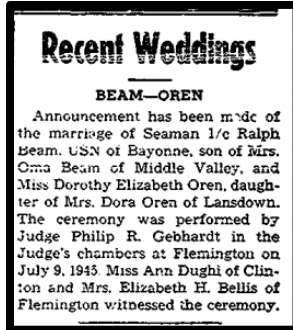 Recent Weddings
BEAM—OREN
Announcement has been made of
the marriage of Seaman 1/c Ralph
Beam, USN of Bayonne, son of Mrs.
Oma Beam of Middle Valley, and
Miss Dorothy Elizabeth Oren, daugh-
ter of Mrs. Dora Oren of Lansdown.
The ceremony was performed by
Judge Philip R. Gebhardt in the
Judge's chambers at Flemington on
July 9, 1945. Miss Ann Dughi of Clin-
ton and Mrs. Elizabeth H. Bellis of
Flemington witnessed the ceremony.